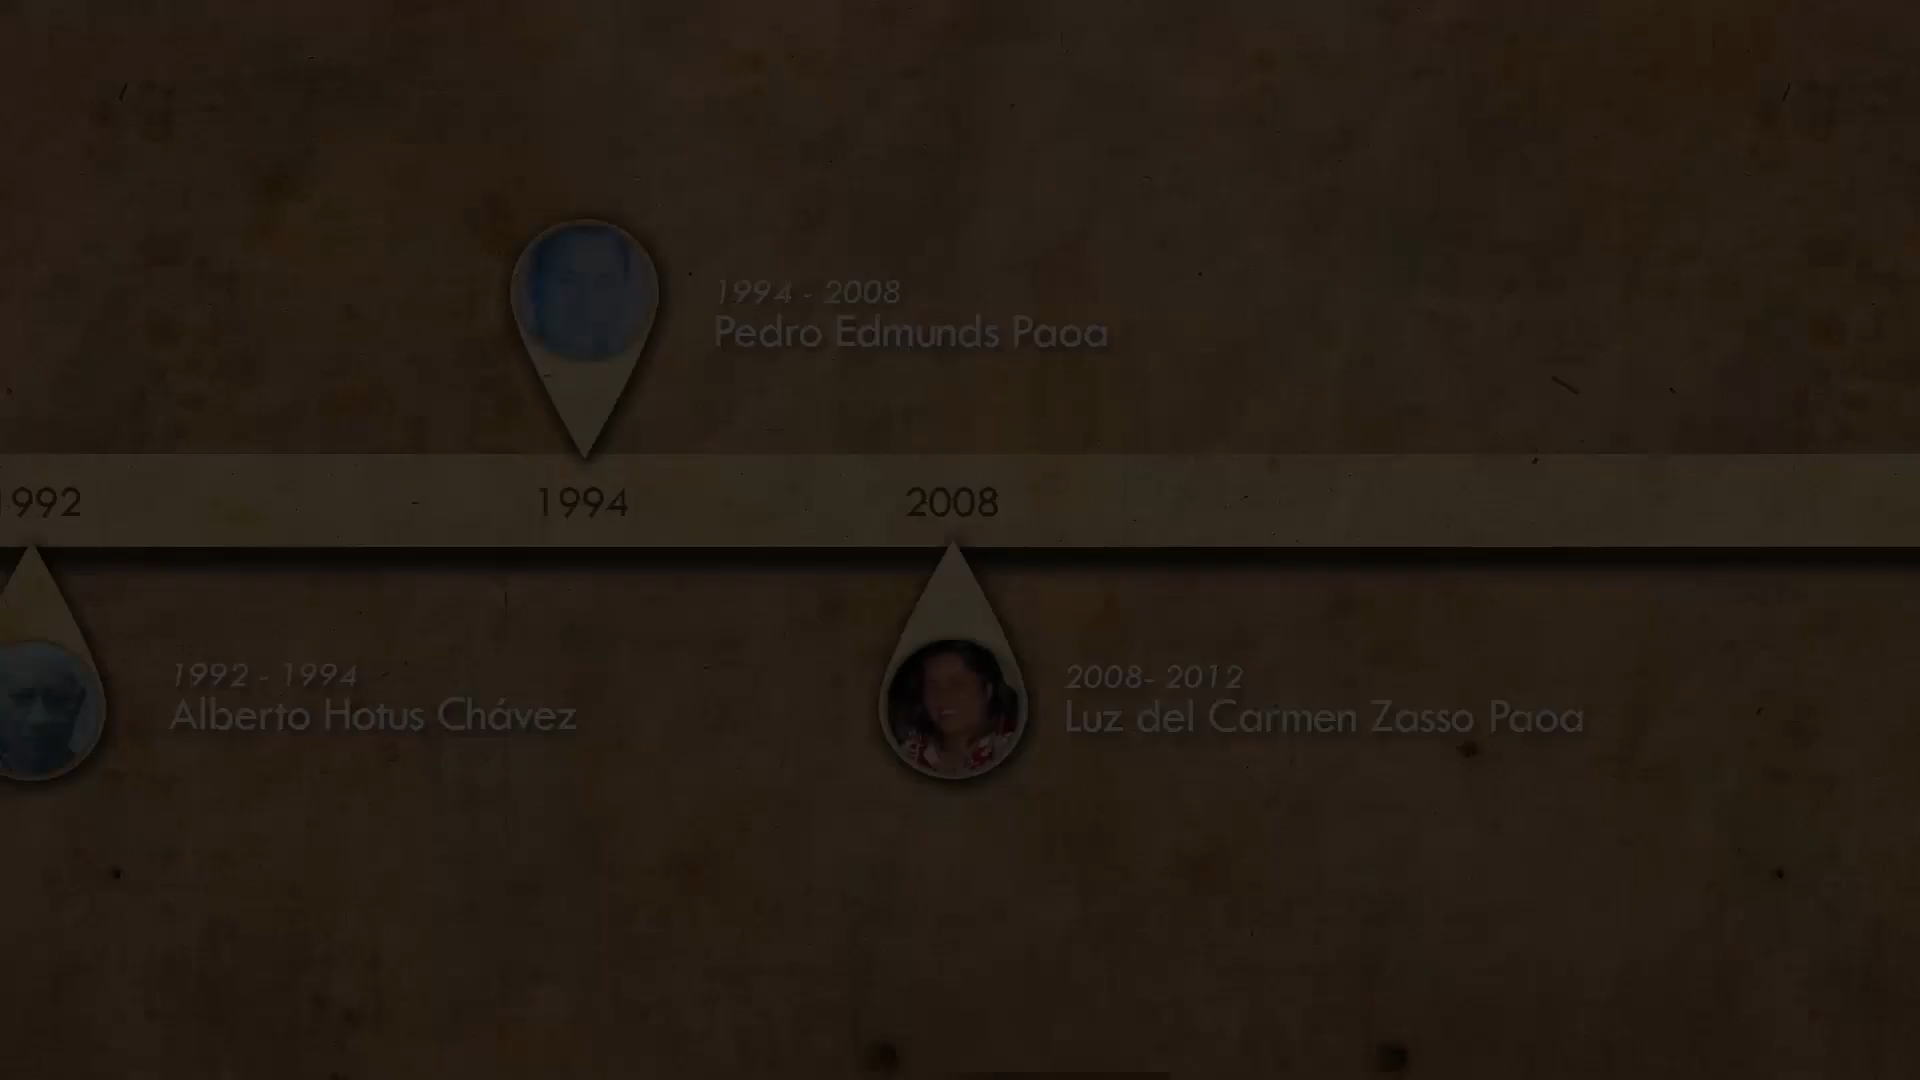 1994 - 2008
Pedro Edmunds Paoa
1992
1994
2008
1992 - 1994
Alberto Hotus Chávez
2008- 2012
Luz del Carmen Zasso Paoa